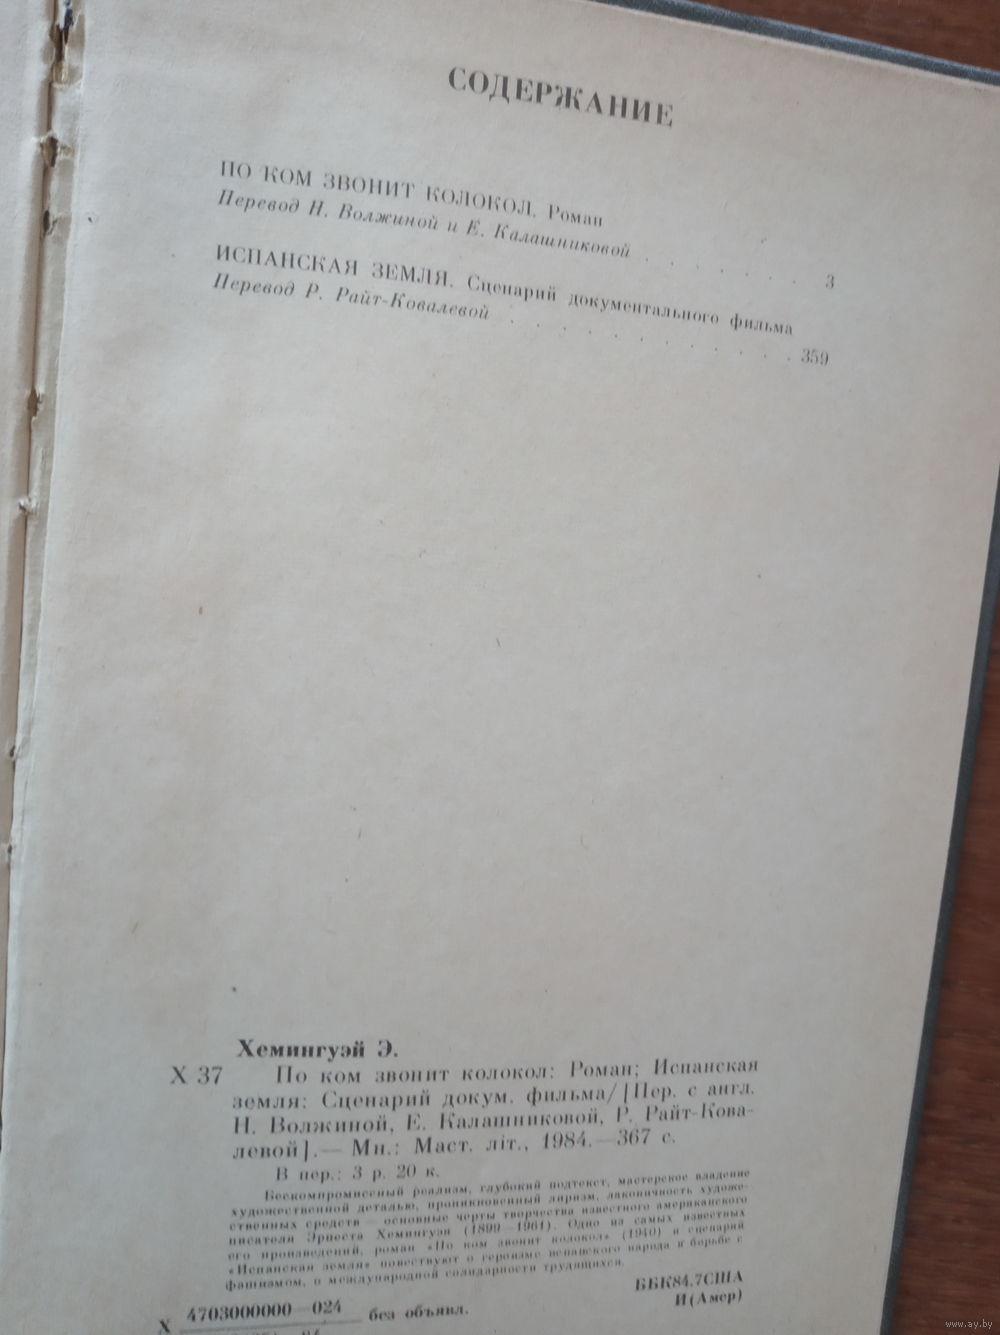 СОДЕРЖАНИЕ
ПО КОМ ЗВОНИТ КОЛОКОЛ. Роман
Перевод Н. Волжиной и Е. Калашниковой . . . . . . . 3
ИСПАНСКАЯ ЗЕМЛЯ. Сценарий документального фильма
Перевод Р. Райт-Ковалевой . . . . . . . . . . . . 359
Хемингуэй Э.
Х 37 По ком звонит колокол: Роман; Испанская
земля: Сценарий докум. фильма/[Пер. с англ.
Н. Волжиной, Е. Калашниковой, Р. Райт-Кова-
левой].— Мн.: Маст. літ., 1984.—367 с.
В пер.: 3 р. 20 к.
Бескомпромиссный реализм, глубокий подтекст, мастерское владение
художественной деталью, проникновенный лиризм, лаконичность художе-
ственных средств — основные черты творчества известного американского
писателя Эрнеста Хемингуэя (1899—1961). Одно из самых известных
его произведений, роман «По ком звонит колокол» (1940) и сценарий
«Испанская земля» повествуют о героизме испанского народа в борьбе с
фашизмом, о международной солидарности трудящихся.
ББК84.7США
И(Амер)
Х 4703000000—024 без объявл.
www.ay.by